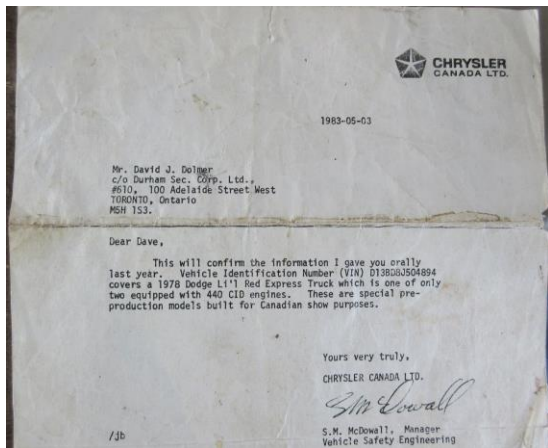 CHRYSLER
CANADA LTD.
1983-05-03
Mr. David J. Dolmer
c/o Durham Sec. Corp. Ltd.,
#610, 100 Adelaide Street West
TORONTO, Ontario
M5H 1S3.
Dear Dave,
This will confirm the information I gave you orally
last year. Vehicle Identification Number (VIN) D13BD8J504894
covers a 1978 Dodge Li'l Red Express Truck which is one of only
two equipped with 440 CID engines. These are special pre-
production models built for Canadian show purposes.
Yours very truly,
CHRYSLER CANADA LTD.
SM McDowall
S.M. McDowall, Manager
Vehicle Safety Engineering
/jb